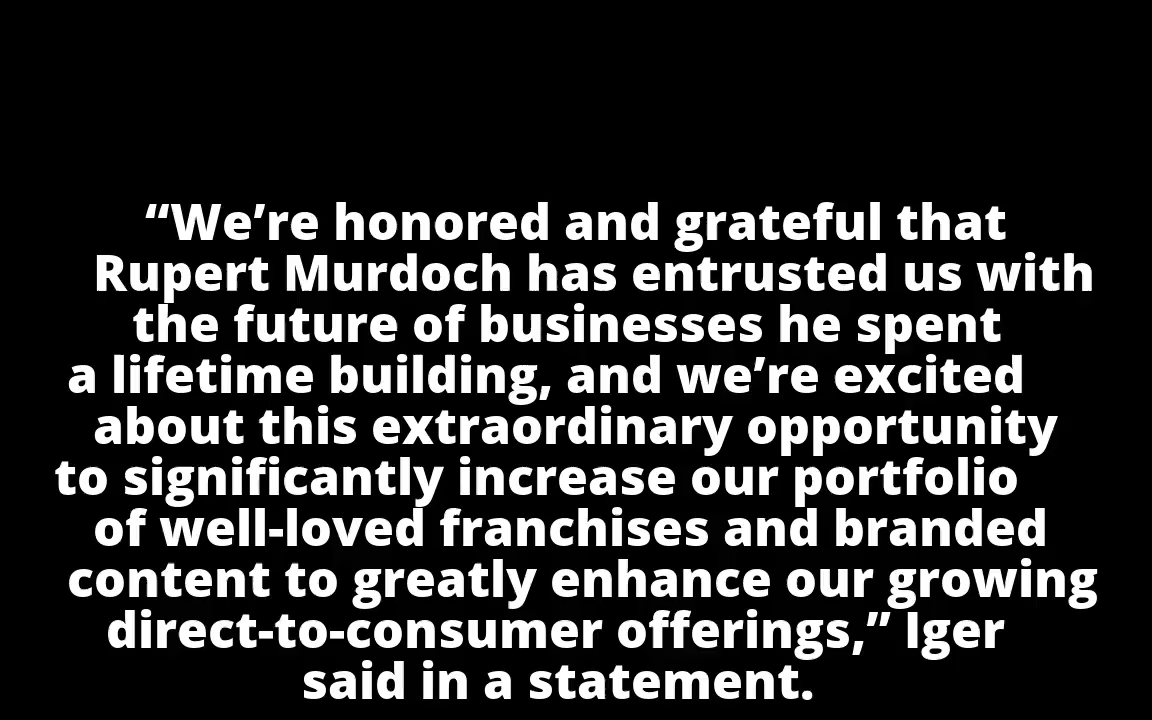 “We’re honored and grateful that
Rupert Murdoch has entrusted us with
the future of businesses he spent
a lifetime building, and we’re excited
about this extraordinary opportunity
to significantly increase our portfolio
of well-loved franchises and branded
content to greatly enhance our growing
direct-to-consumer offerings,” Iger
said in a statement.